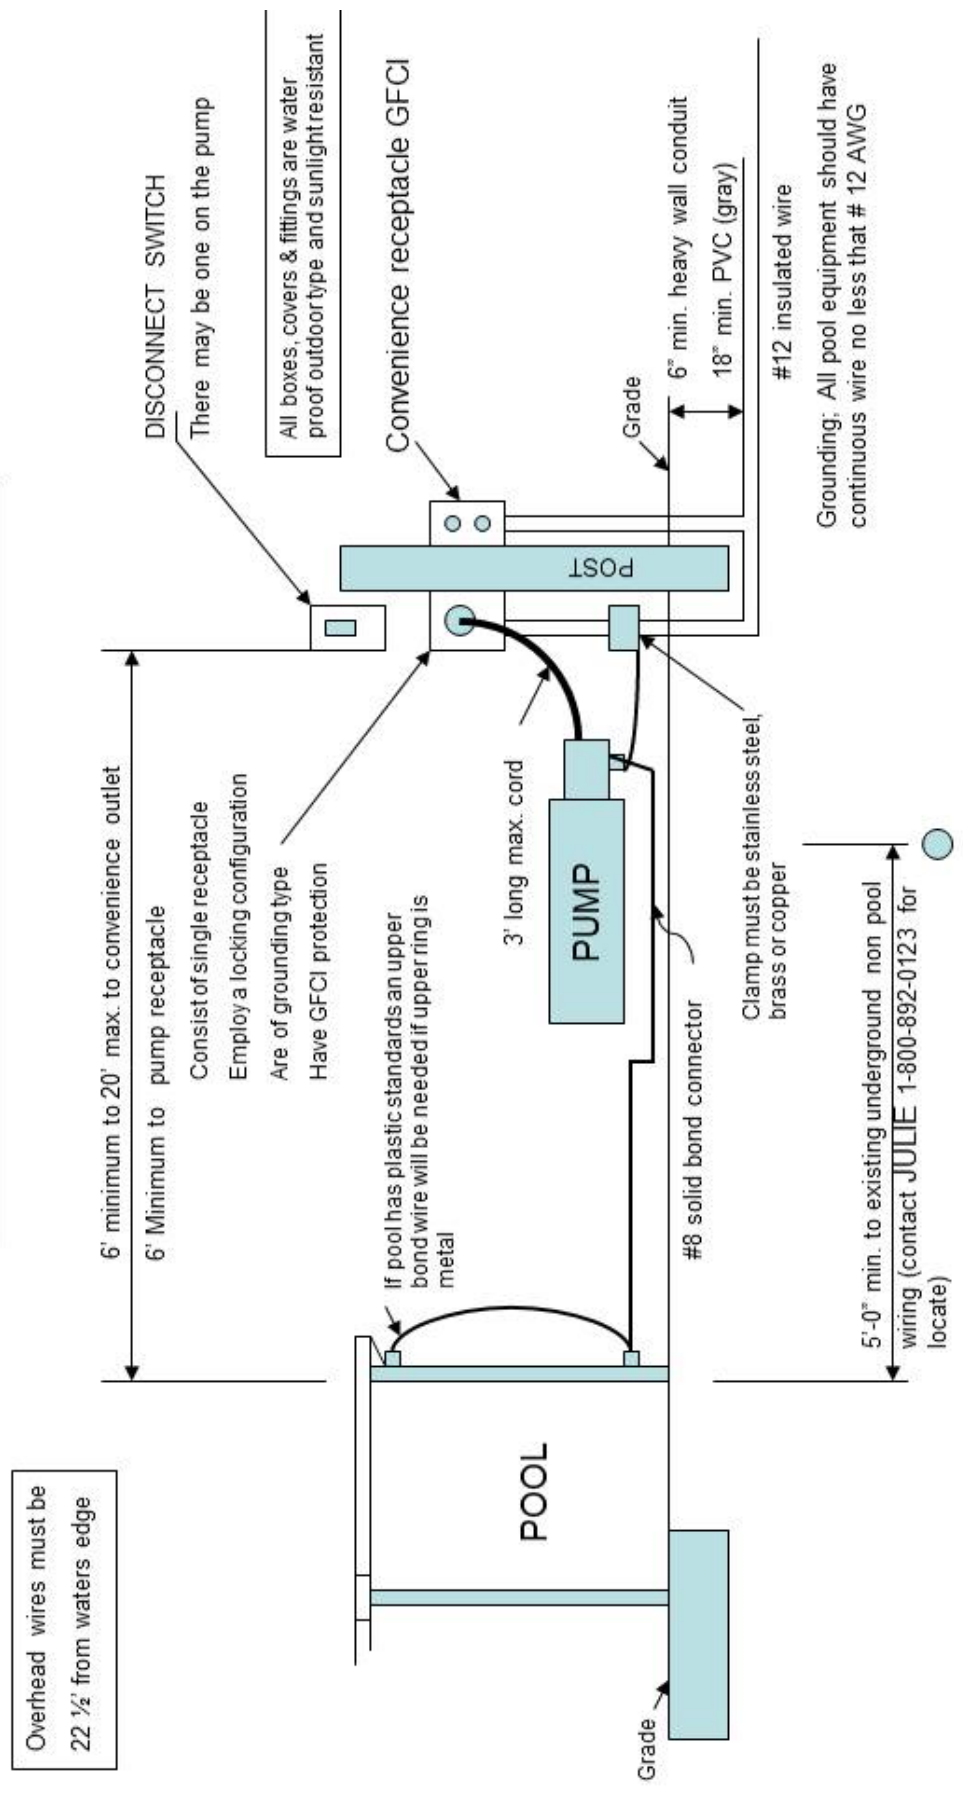 Overhead wires must be
22 ½' from waters edge
6' minimum to 20' max. to convenience outlet
6' Minimum to pump receptacle
Consist of single receptacle
Employ a locking configuration
Are of grounding type
Have GFCI protection
DISCONNECT SWITCH
There may be one on the pump
All boxes, covers & fittings are water
proof outdoor type and sunlight resistant
Convenience receptacle GFCI
If pool has plastic standards an upper
bond wire will be needed if upper ring is
metal
3' long max. cord
POOL
PUMP
POST
Grade
Grade
6" min. heavy wall conduit
18" min. PVC (gray)
#12 insulated wire
#8 solid bond connector
Clamp must be stainless steel,
brass or copper
Grounding; All pool equipment should have
continuous wire no less that # 12 AWG
5'-0" min. to existing underground non pool
wiring (contact JULIE 1-800-892-0123 for
locate)